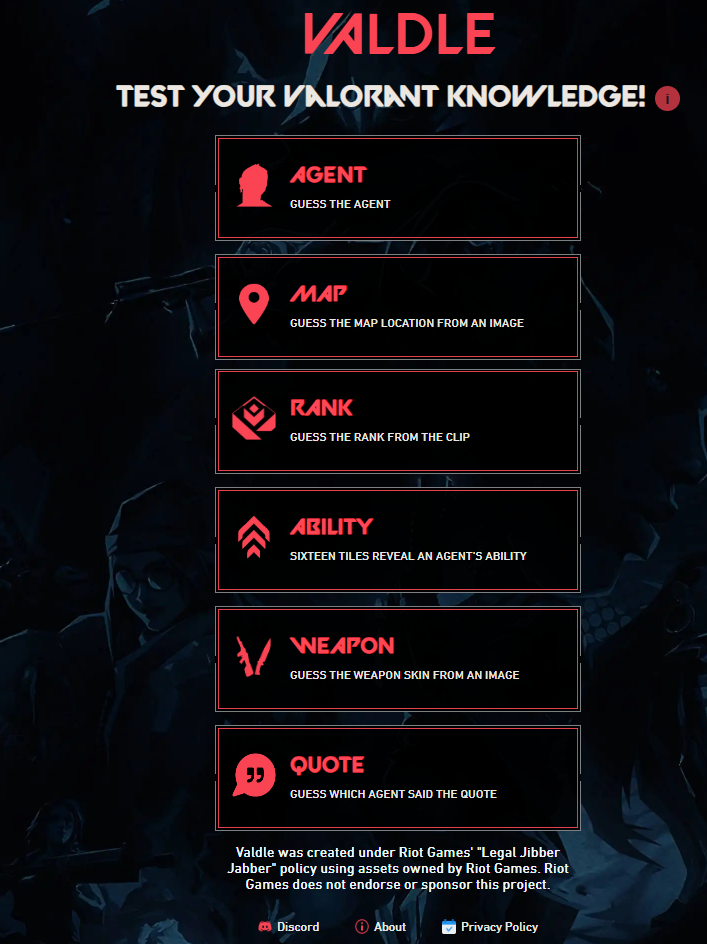 VALDLE
TEST YOUR VALORANT KNOWLEDGE! i
AGENT
GUESS THE AGENT
MAP
GUESS THE MAP LOCATION FROM AN IMAGE
RANK
GUESS THE RANK FROM THE CLIP
ABILITY
SIXTEEN TILES REVEAL AN AGENT'S ABILITY
WEAPON
GUESS THE WEAPON SKIN FROM AN IMAGE
QUOTE
GUESS WHICH AGENT SAID THE QUOTE
Valdle was created under Riot Games' "Legal Jibber
Jabber" policy using assets owned by Riot Games. Riot
Games does not endorse or sponsor this project.
Discord i About Privacy Policy